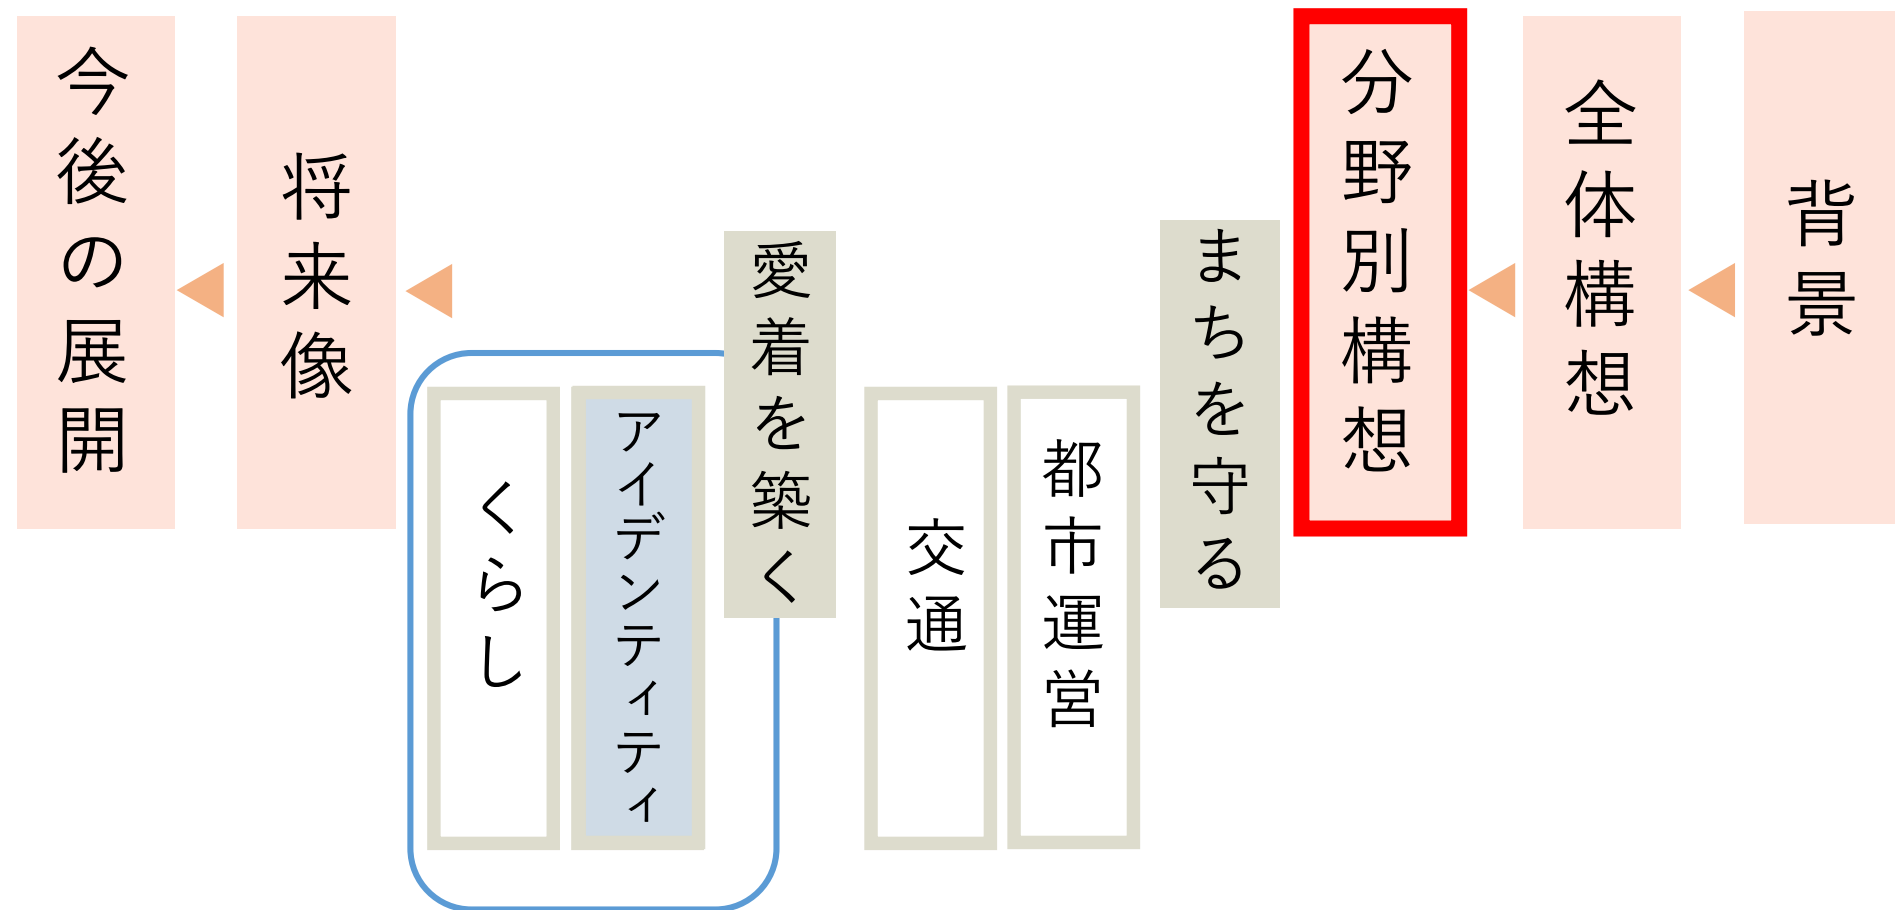 背景
全体構想
分野別構想
まちを守る
都市運営
交通
愛着を築く
アイデンティティ
くらし
将来像
今後の展開